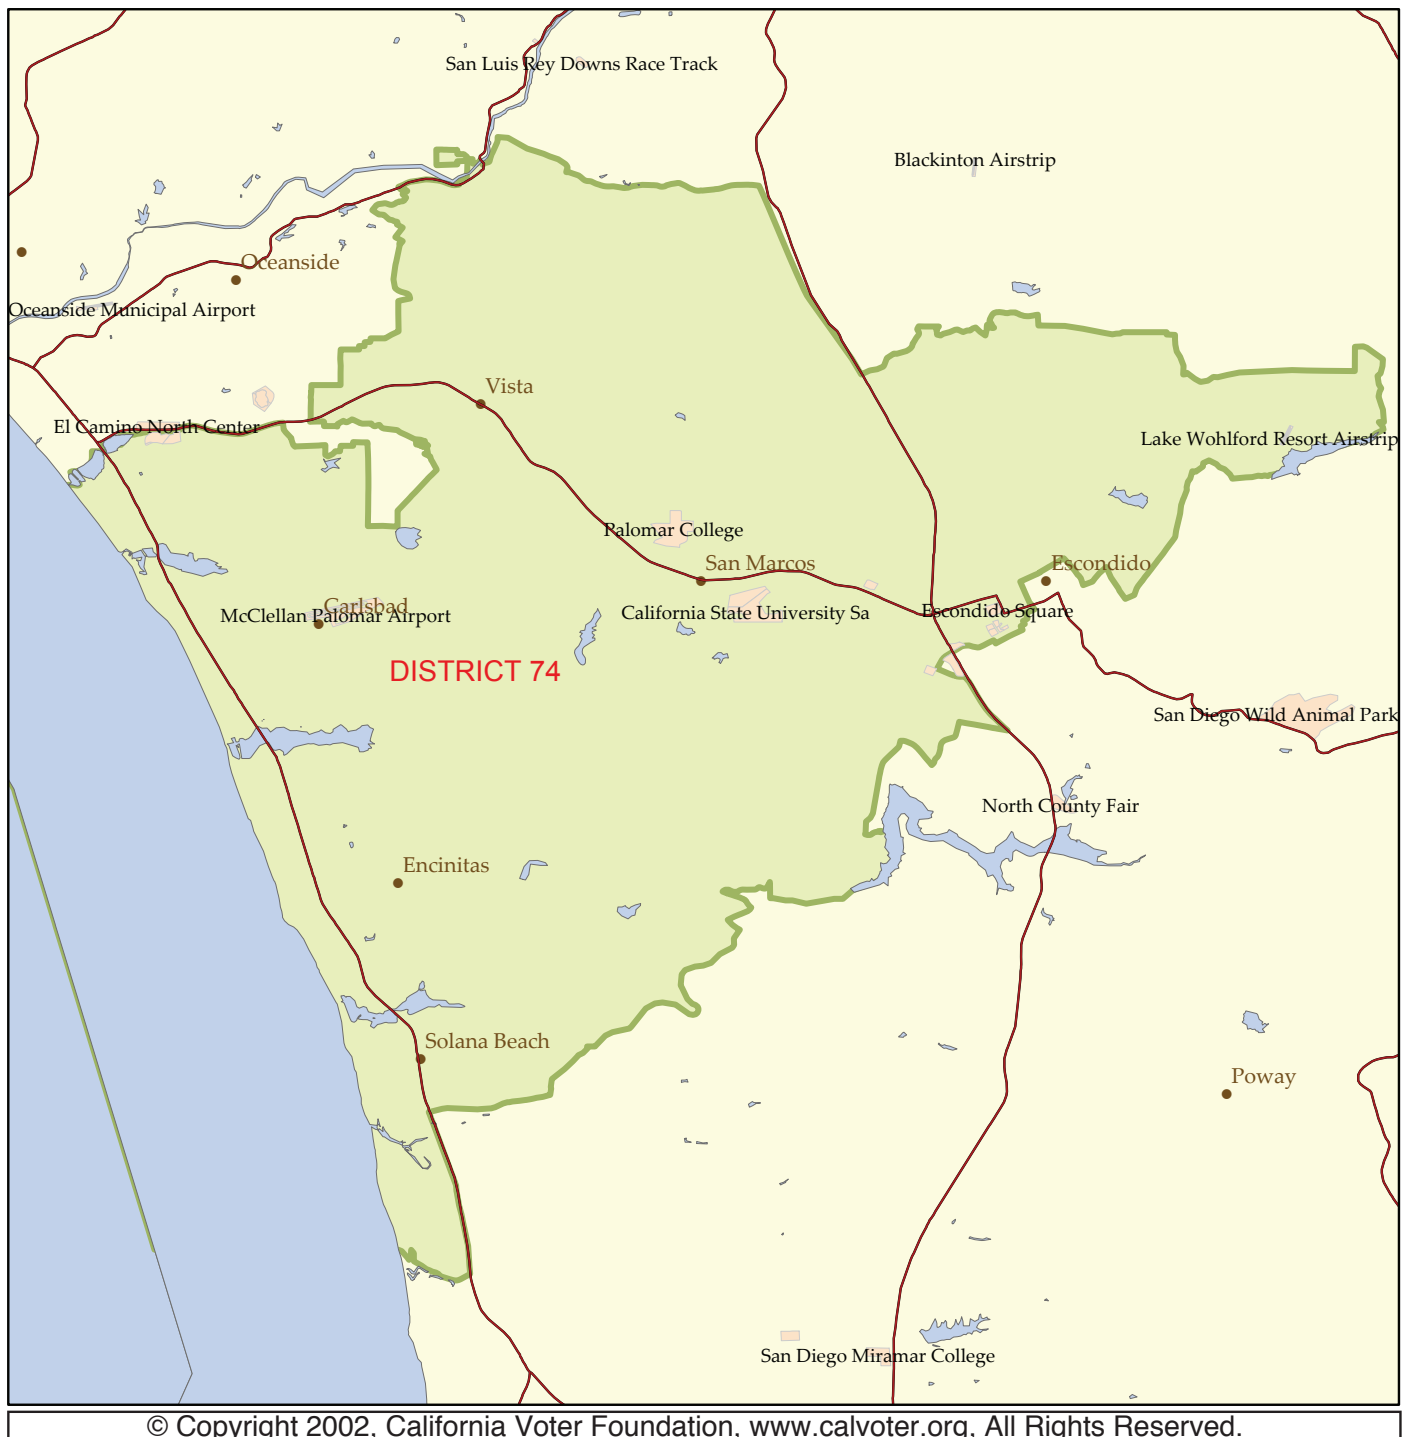 San Luis Rey Downs Race Track
Blackinton Airstrip
Oceanside
Oceanside Municipal Airport
Vista
El Camino North Center
Lake Wohlford Resort Airstrip
Palomar College
San Marcos
Escondido
Carlsbad
McClellan Palomar Airport
California State University Sa
Escondido Square
DISTRICT 74
San Diego Wild Animal Park
North County Fair
Encinitas
Solana Beach
Poway
San Diego Miramar College
© Copyright 2002, California Voter Foundation, www.calvoter.org, All Rights Reserved.